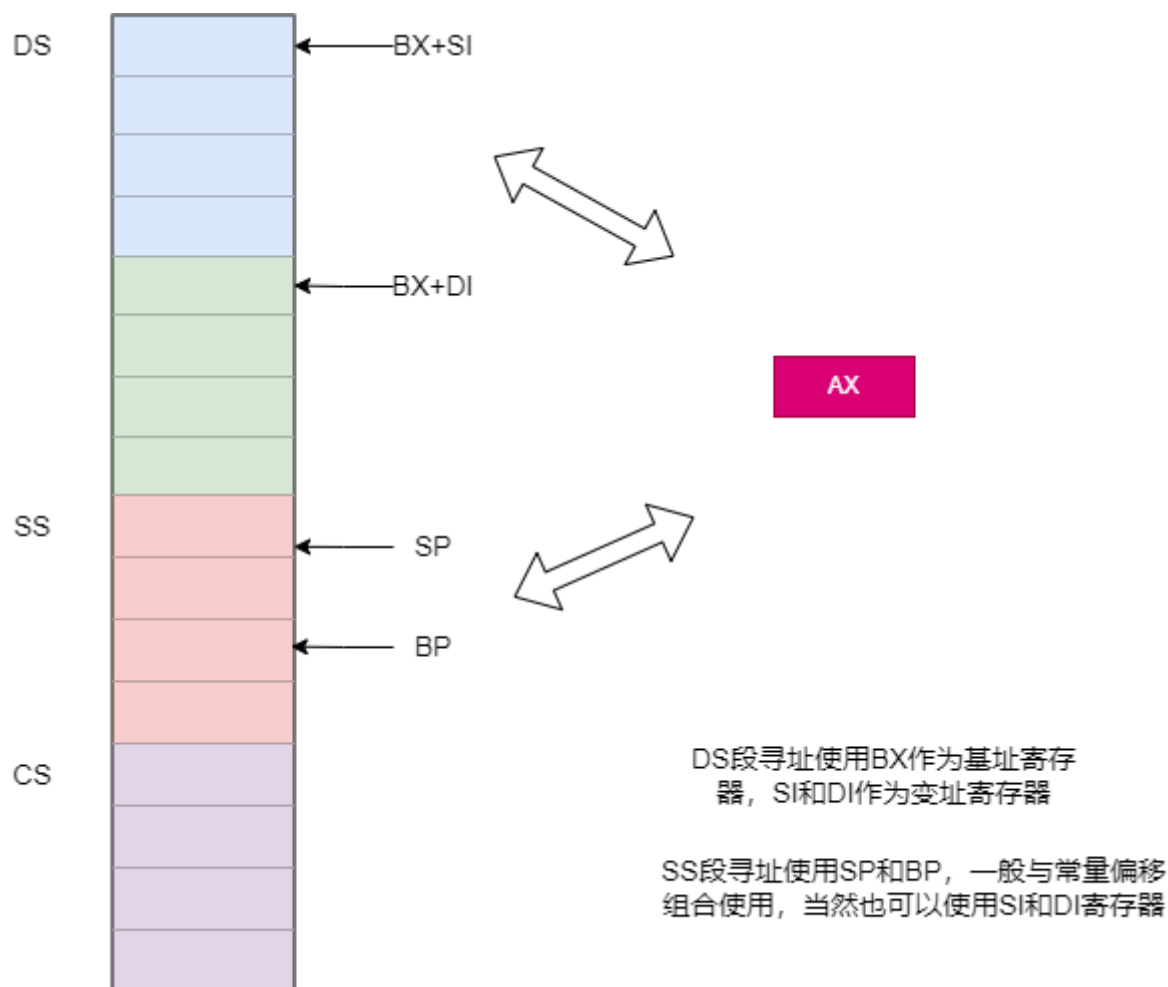 DS
BX+SI
BX+DI
AX
SS
SP
BP
CS
DS段寻址使用BX作为基址寄存
器，SI和DI作为变址寄存器
SS段寻址使用SP和BP，一般与常量偏移
组合使用，当然也可以使用SI和DI寄存器